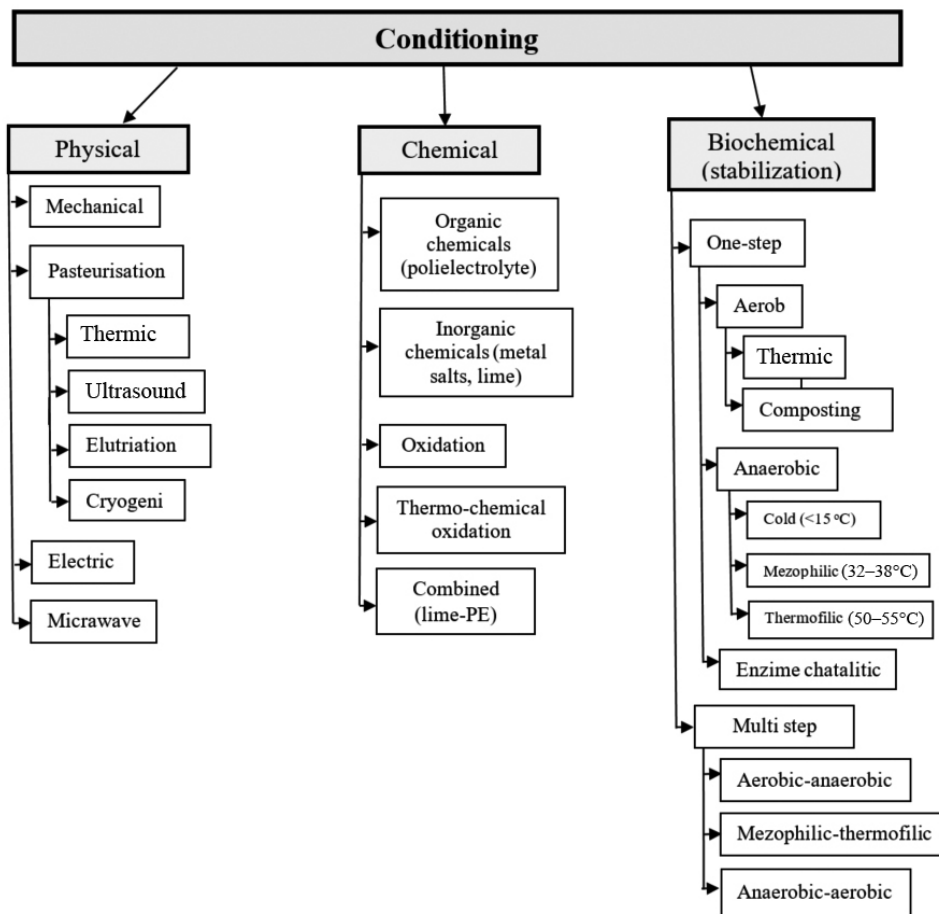 Conditioning
Physical
Mechanical
Pasteurisation
Thermic
Ultrasound
Elutriation
Cryogeni
Electric
Micrawave
Chemical
Organic
chemicals
(polielectrolyte)
Inorganic
chemicals (metal
salts, lime)
Oxidation
Thermo-chemical
oxidation
Combined
(lime-PE)
Biochemical
(stabilization)
One-step
Aerob
Thermic
Composting
Anaerobic
Cold (<15 °C)
Mezophilic (32–38°C)
Thermofilic (50–55°C)
Enzime chatalitic
Multi step
Aerobic-anaerobic
Mezophilic-thermofilic
Anaerobic-aerobic